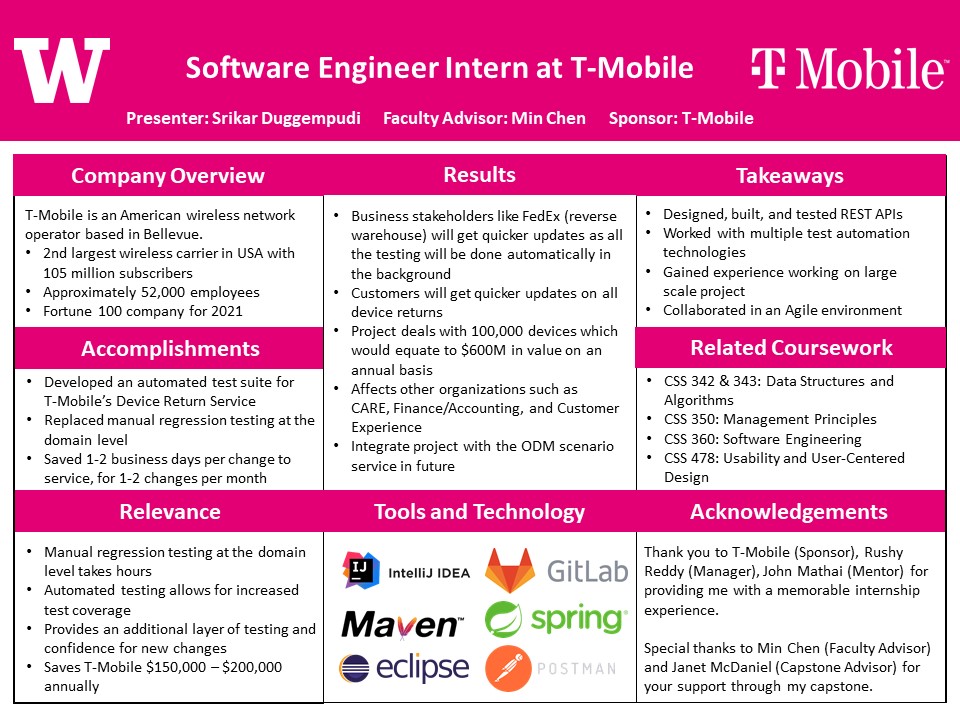 W
Software Engineer Intern at T-Mobile
T Mobile™
Presenter: Srikar Duggempudi Faculty Advisor: Min Chen Sponsor: T-Mobile
Company Overview
T-Mobile is an American wireless network
operator based in Bellevue.
• 2nd largest wireless carrier in USA with
105 million subscribers
• Approximately 52,000 employees
• Fortune 100 company for 2021
Accomplishments
• Developed an automated test suite for
T-Mobile's Device Return Service
• Replaced manual regression testing at the
domain level
• Saved 1-2 business days per change to
service, for 1-2 changes per month
Relevance
• Manual regression testing at the domain
level takes hours
• Automated testing allows for increased
test coverage
• Provides an additional layer of testing and
confidence for new changes
• Saves T-Mobile $150,000 – $200,000
annually
Results
• Business stakeholders like FedEx (reverse
warehouse) will get quicker updates as all
the testing will be done automatically in
the background
• Customers will get quicker updates on all
device returns
• Project deals with 100,000 devices which
would equate to $600M in value on an
annual basis
• Affects other organizations such as
CARE, Finance/Accounting, and Customer
Experience
• Integrate project with the ODM scenario
service in future
Tools and Technology
IJ IntelliJ IDEA
GitLab
Maven™
spring®
eclipse
POSTMAN
Takeaways
• Designed, built, and tested REST APIs
• Worked with multiple test automation
technologies
• Gained experience working on large
scale project
• Collaborated in an Agile environment
Related Coursework
• CSS 342 & 343: Data Structures and
Algorithms
• CSS 350: Management Principles
• CSS 360: Software Engineering
• CSS 478: Usability and User-Centered
Design
Acknowledgements
Thank you to T-Mobile (Sponsor), Rushy
Reddy (Manager), John Mathai (Mentor) for
providing me with a memorable internship
experience.
Special thanks to Min Chen (Faculty Advisor)
and Janet McDaniel (Capstone Advisor) for
your support through my capstone.